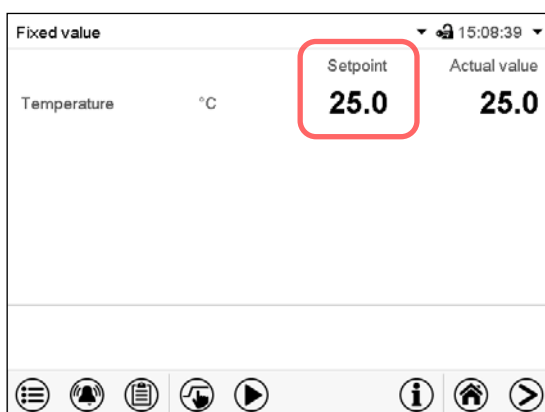 Fixed value 15:08:39
Setpoint Actual value
Temperature °C 25.0 25.0